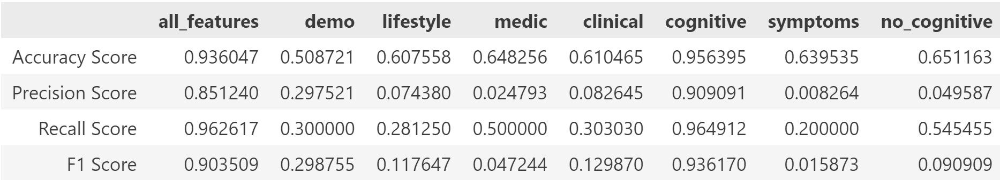 all_features demo lifestyle medic clinical cognitive symptoms no_cognitive
Accuracy Score 0.936047 0.508721 0.607558 0.648256 0.610465 0.956395 0.639535 0.651163
Precision Score 0.851240 0.297521 0.074380 0.024793 0.082645 0.909091 0.008264 0.049587
Recall Score 0.962617 0.300000 0.281250 0.500000 0.303030 0.964912 0.200000 0.545455
F1 Score 0.903509 0.298755 0.117647 0.047244 0.129870 0.936170 0.015873 0.090909